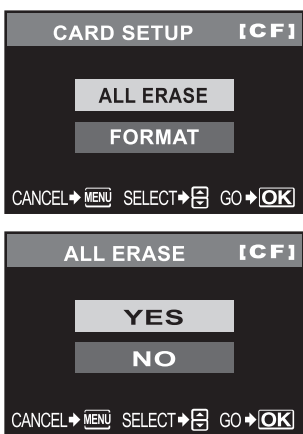 CARD SETUP [CF]
ALL ERASE
FORMAT
CANCEL➧MENU SELECT➧ GO➧OK
ALL ERASE [CF]
YES
NO
CANCEL➧MENU SELECT➧ GO➧OK